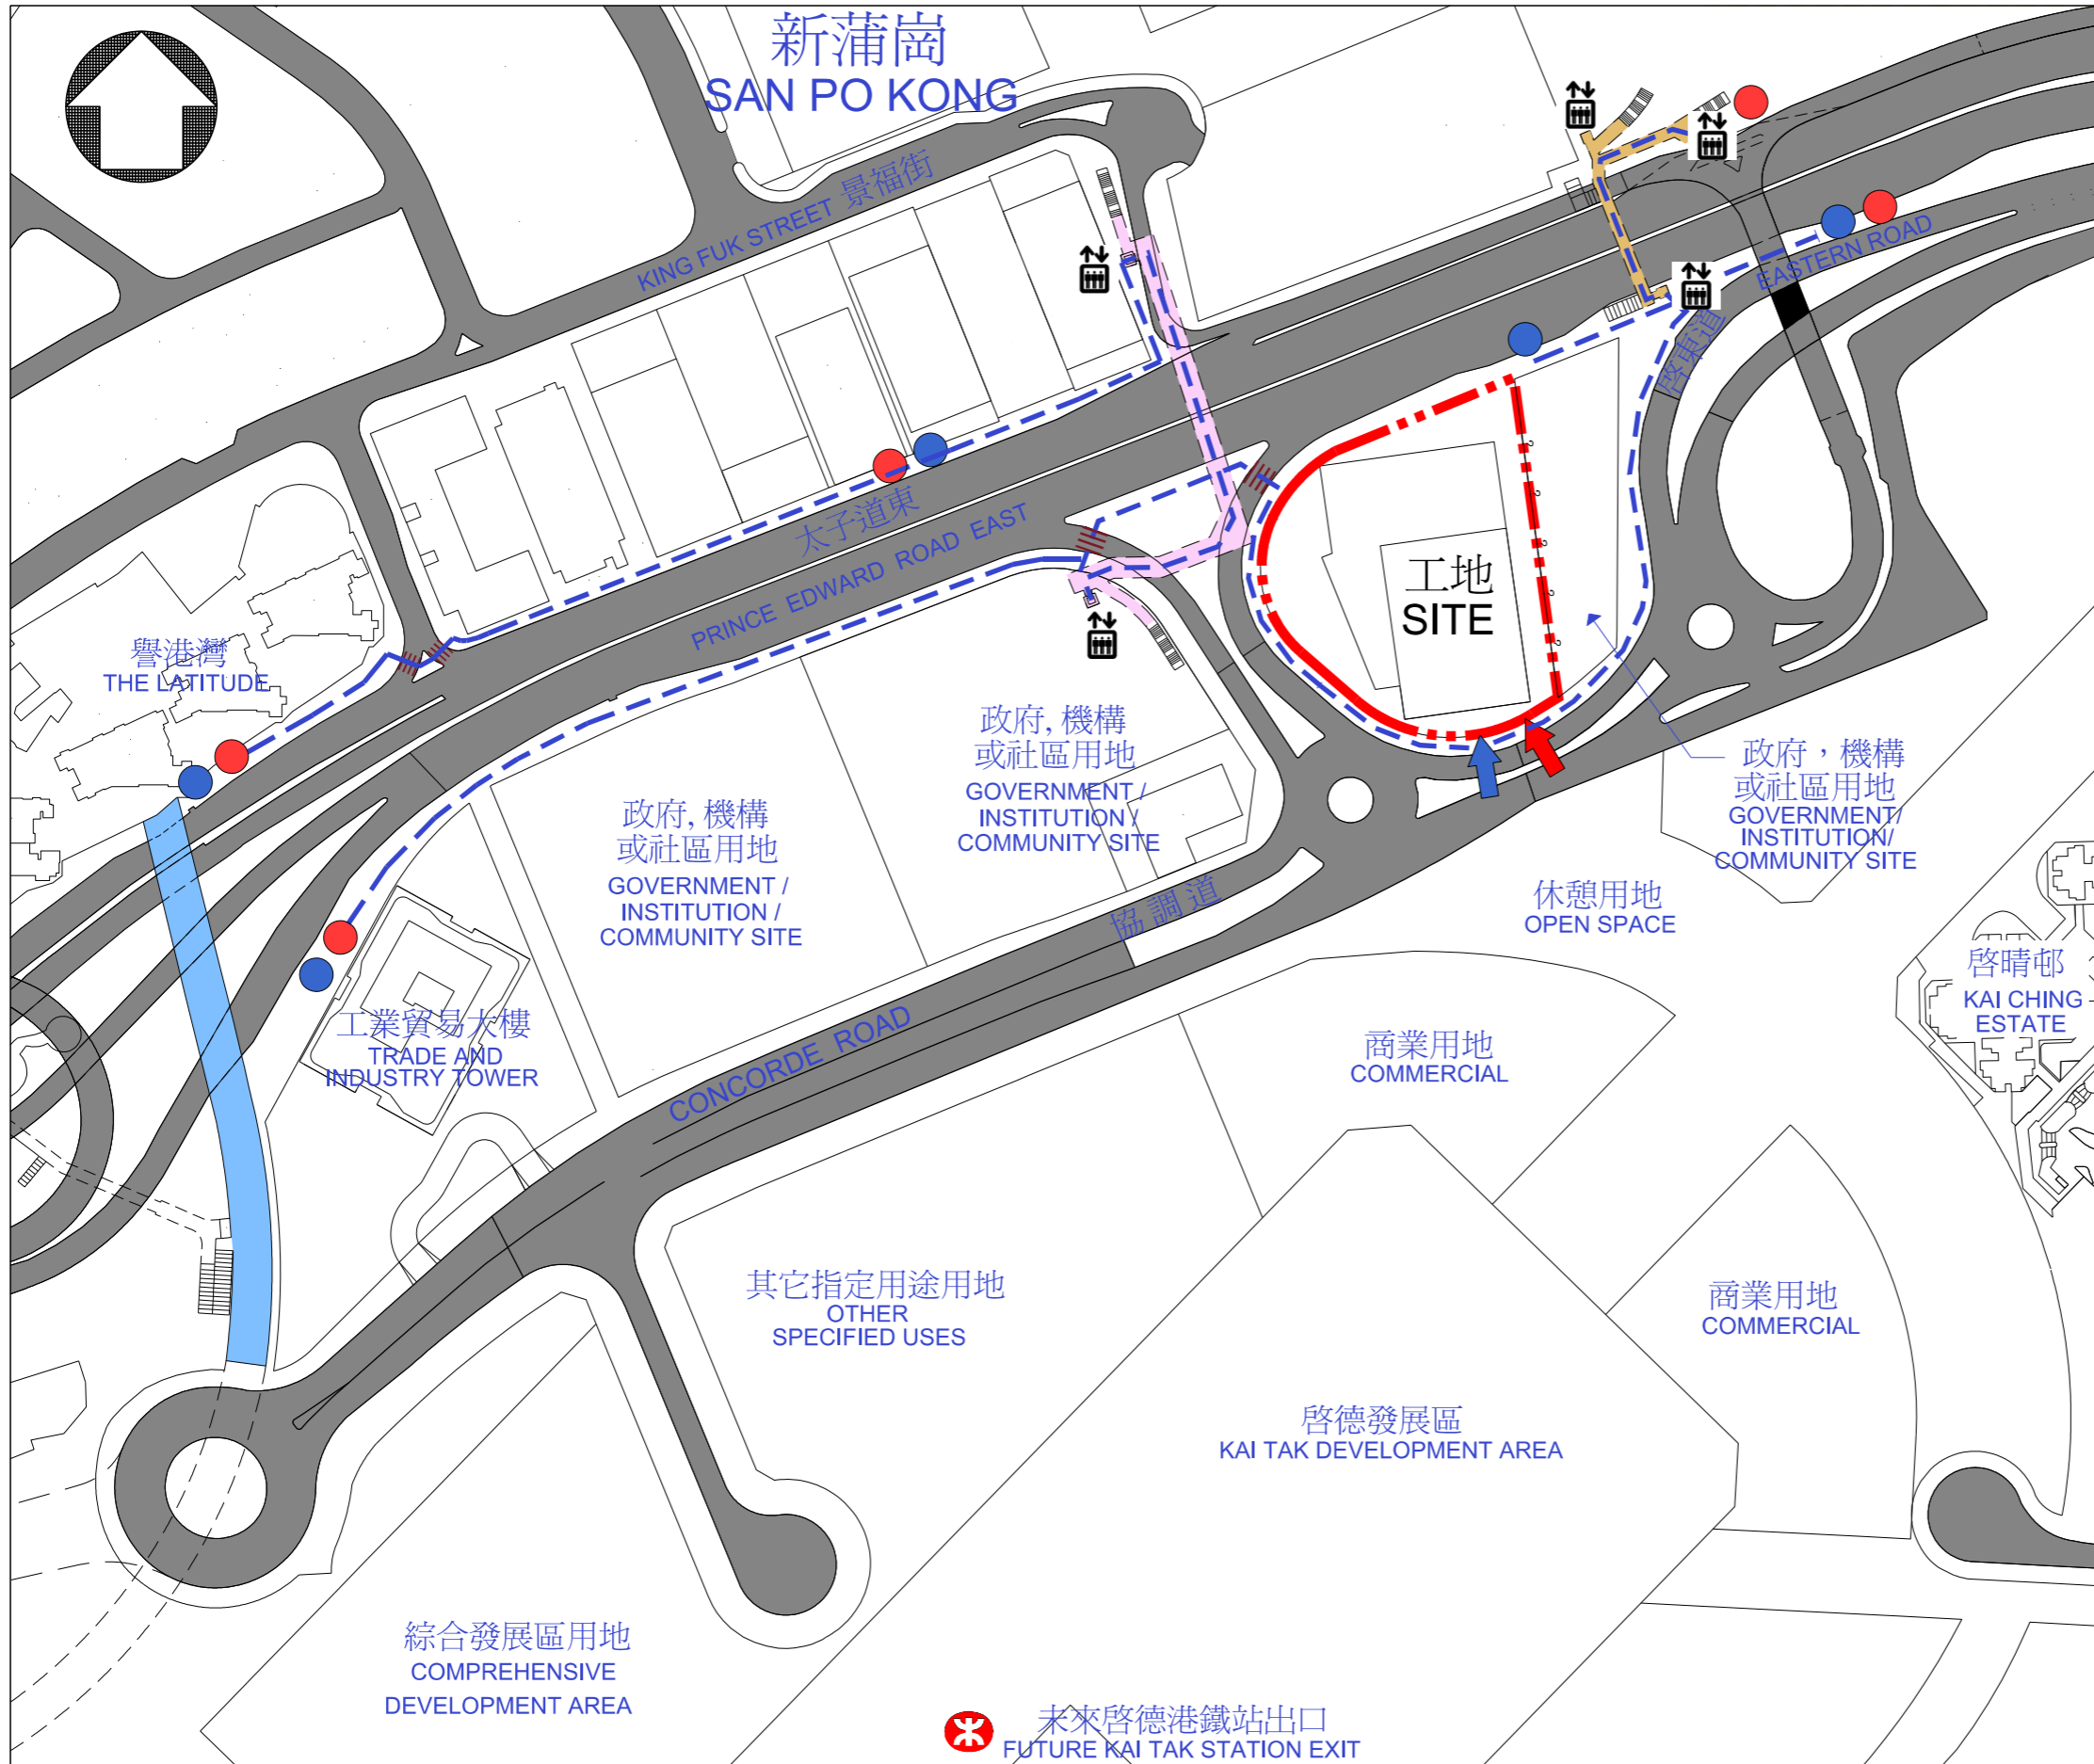 新蒲崗
SAN PO KONG
KING FUK STREET 景福街
EASTERN ROAD
啓東道
太子道東
PRINCE EDWARD ROAD EAST
工地
SITE
譽港灣
THE LATITUDE
政府, 機構
或社區用地
GOVERNMENT /
INSTITUTION /
COMMUNITY SITE
政府，機構
或社區用地
GOVERNMENT/
INSTITUTION/
COMMUNITY SITE
政府, 機構
或社區用地
GOVERNMENT /
INSTITUTION /
COMMUNITY SITE
協調道
CONCORDE ROAD
休憩用地
OPEN SPACE
啓晴邨
KAI CHING
ESTATE
工業貿易大樓
TRADE AND
INDUSTRY TOWER
商業用地
COMMERCIAL
其它指定用途用地
OTHER
SPECIFIED USES
商業用地
COMMERCIAL
啓德發展區
KAI TAK DEVELOPMENT AREA
綜合發展區用地
COMPREHENSIVE
DEVELOPMENT AREA
未來啓德港鐵站出口
FUTURE KAI TAK STATION EXIT